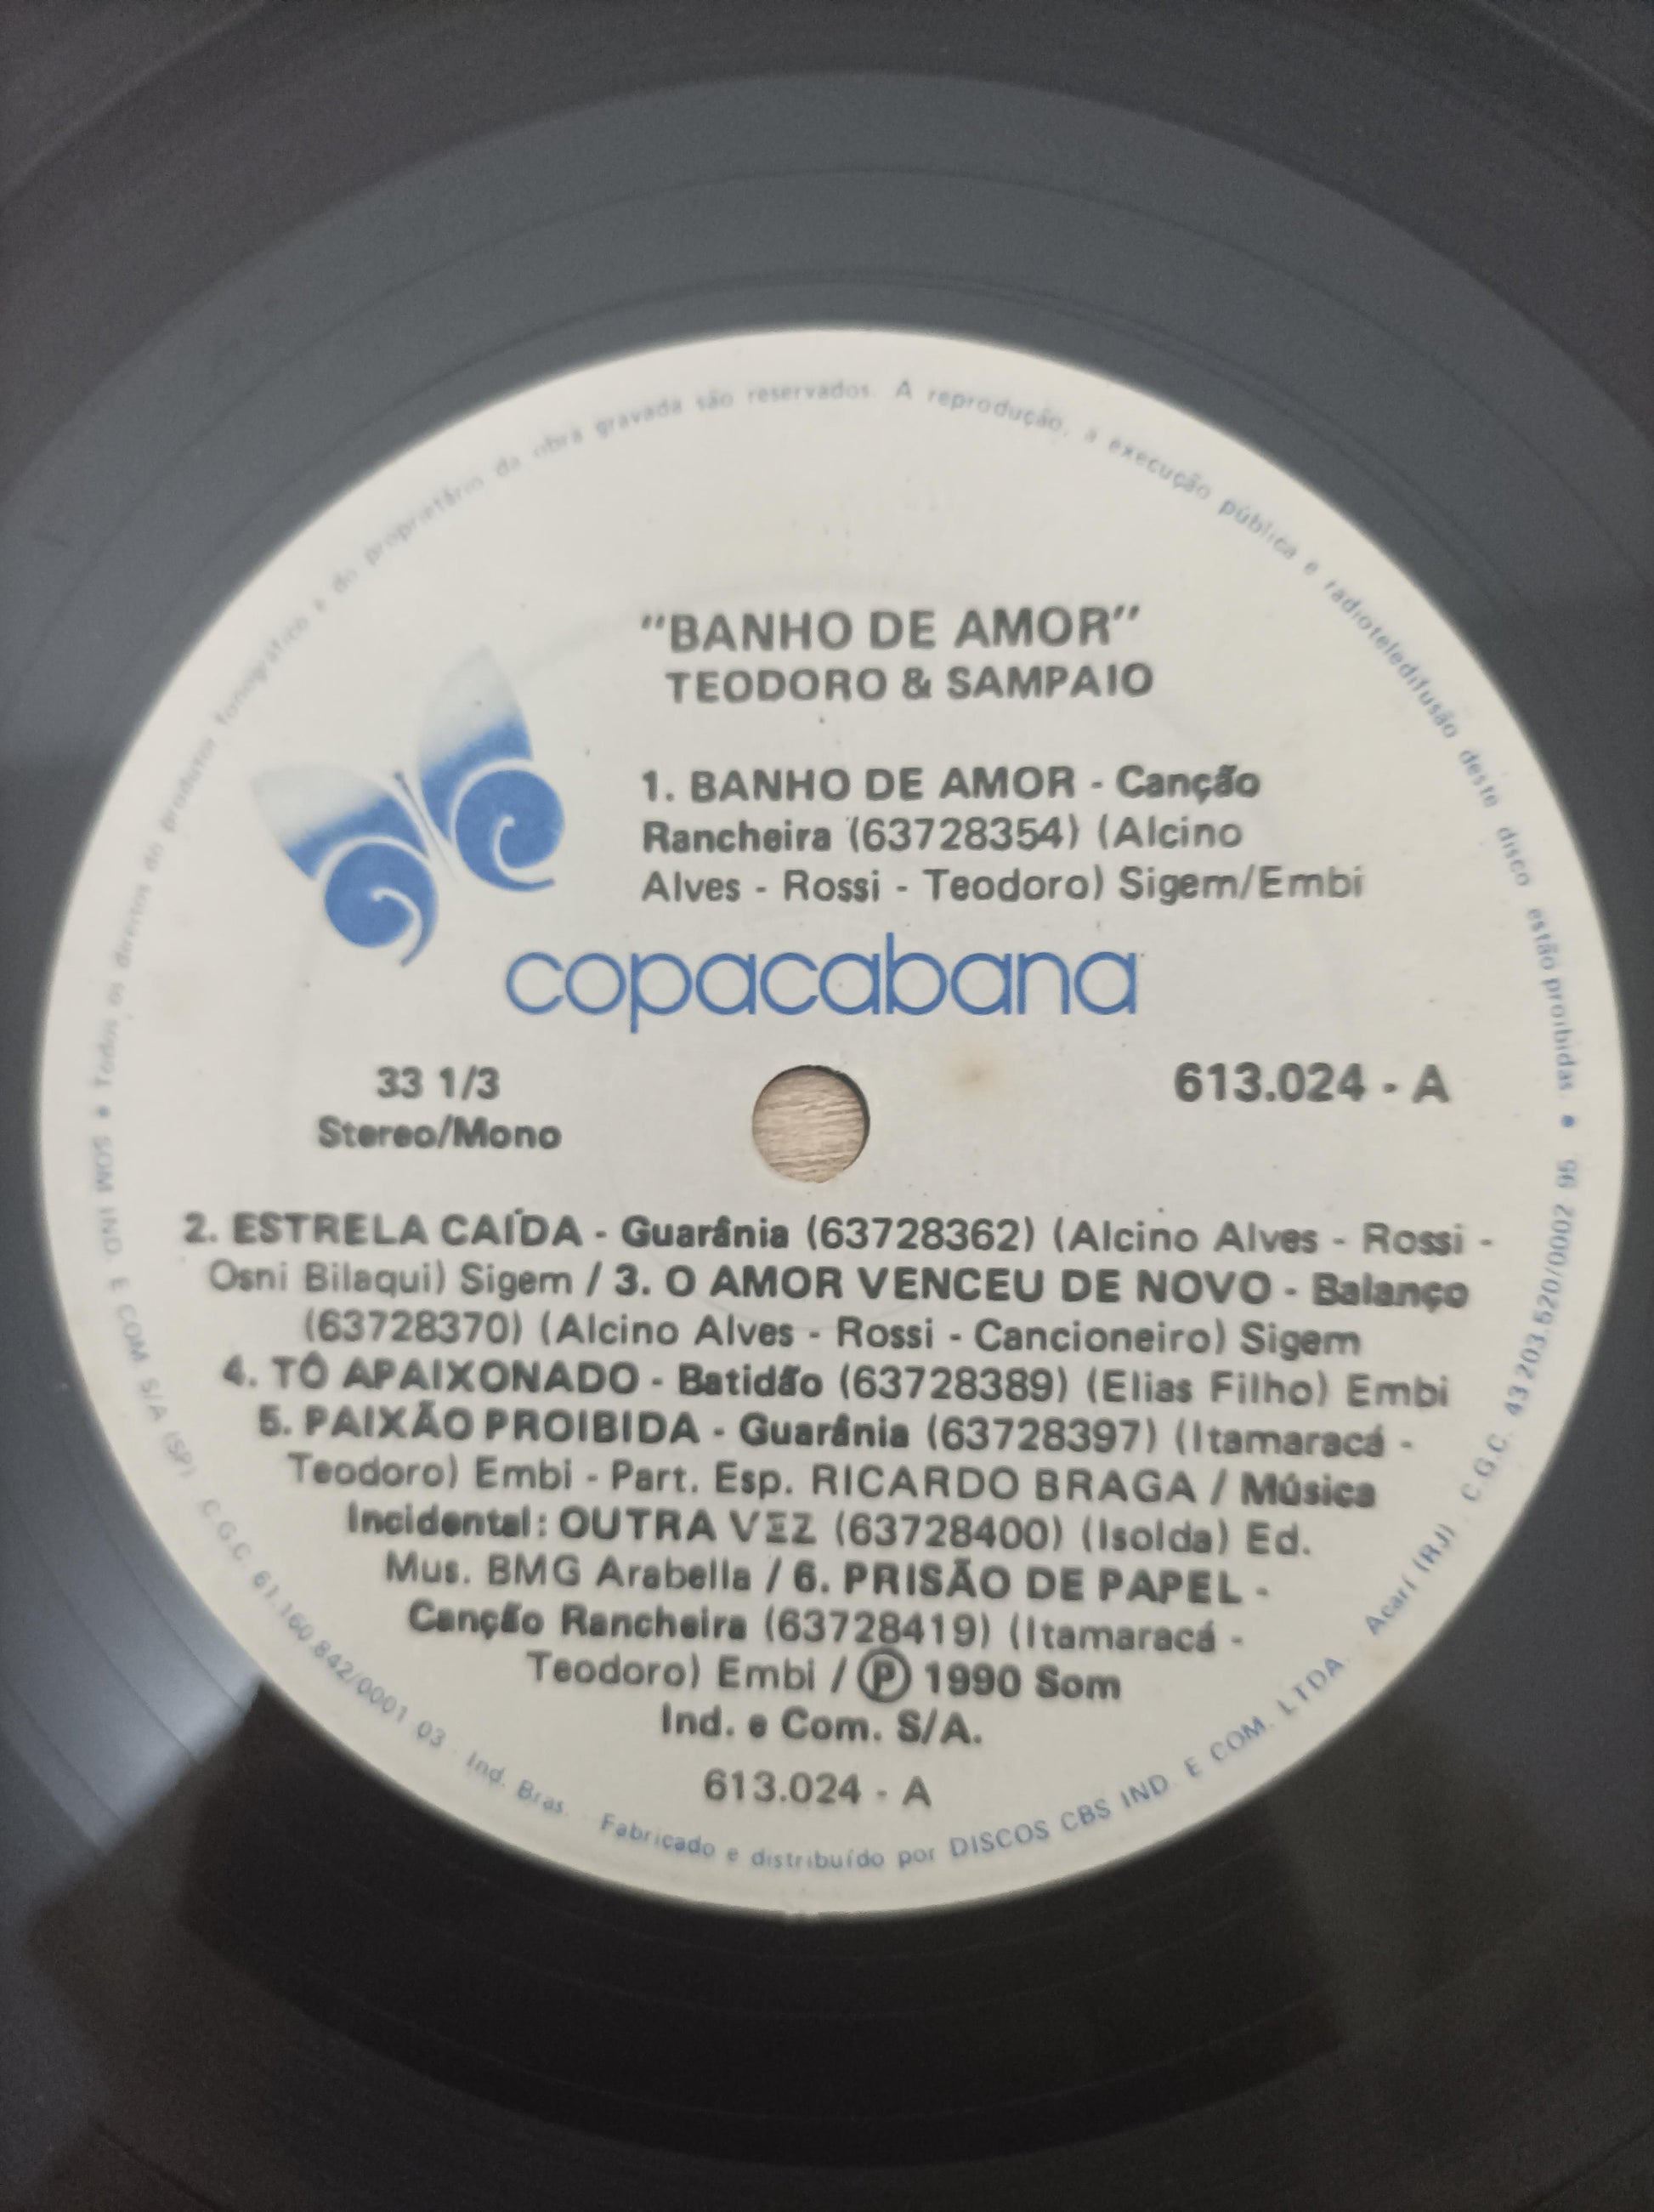 "BANHO DE AMOR"
TEODORO & SAMPAIO
1. BANHO DE AMOR - Canção
Rancheira (63728354) (Alcino
Alves - Rossi - Teodoro) Sigem/Embi
copacabana
33 1/3
Stereo/Mono
613.024 - A
2. ESTRELA CAÍDA - Guarânia (63728362) (Alcino Alves - Rossi -
Osni Bilaqui) Sigem / 3. O AMOR VENCEU DE NOVO - Balanço
(63728370) (Alcino Alves - Rossi - Cancioneiro) Sigem
4. TÔ APAIXONADO - Batidão (63728389) (Elias Filho) Embi
5. PAIXÃO PROIBIDA - Guarânia (63728397) (Itamaracá -
Teodoro) Embi - Part. Esp. RICARDO BRAGA / Música
Incidental: OUTRA VEZ (63728400) (Isolda) Ed.
Mus. BMG Arabella / 6. PRISÃO DE PAPEL -
Canção Rancheira (63728419) (Itamaracá -
Teodoro) Embi / Ⓟ 1990 Som
Ind. e Com. S/A.
613.024 - A
• Todos os direitos do produtor fonográfico e do proprietário da obra gravada são reservados. A reprodução, a execução pública e radioteledifusão deste disco estão proibidas. •
SOM IND. E COM S/A (SP) C.G.C. 61.160.842/0001 03 - Ind. Bras. - Fabricado e distribuído por DISCOS CBS IND. E COM. LTDA. - Acarí (RJ) - C.G.C. 43.203.520/0002 95